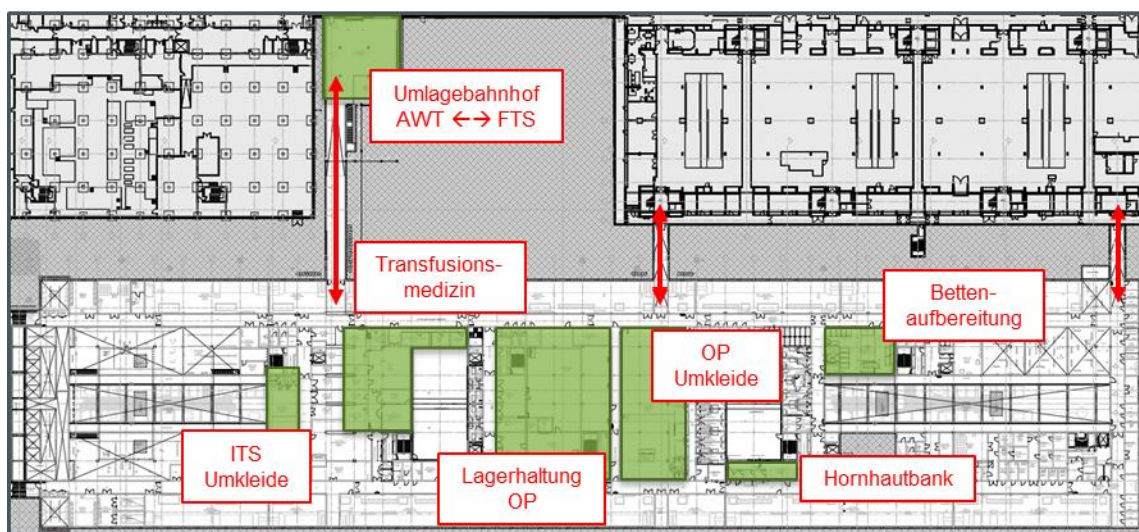 Umlagebahnhof
AWT ←→ FTS
Transfusions-
medizin
Betten-
aufbereitung
OP
Umkleide
ITS
Umkleide
Lagerhaltung
OP
Hornhautbank